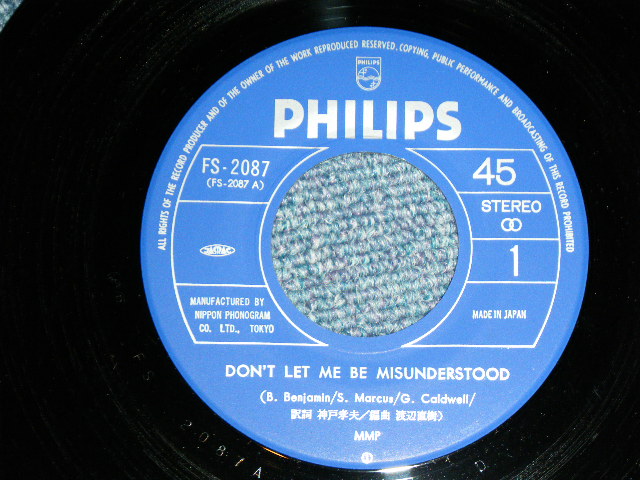 ALL RIGHTS OF THE RECORD PRODUCER AND OF THE OWNER OF THE WORK REPRODUCED RESERVED, COPYING, PUBLIC PERFORMANCE AND BROADCASTING OF THIS RECORD PROHIBITED
PHILIPS
PHILIPS
FS-2087
(FS-2087 A)
45
STEREO
1
MANUFACTURED BY
NIPPON PHONOGRAM
CO. LTD., TOKYO
MADE IN JAPAN
DON'T LET ME BE MISUNDERSTOOD
(B. Benjamin/S. Marcus/G. Caldwell/
訳詞 神戸孝夫/編曲 渡辺直樹)
MMP
2087A